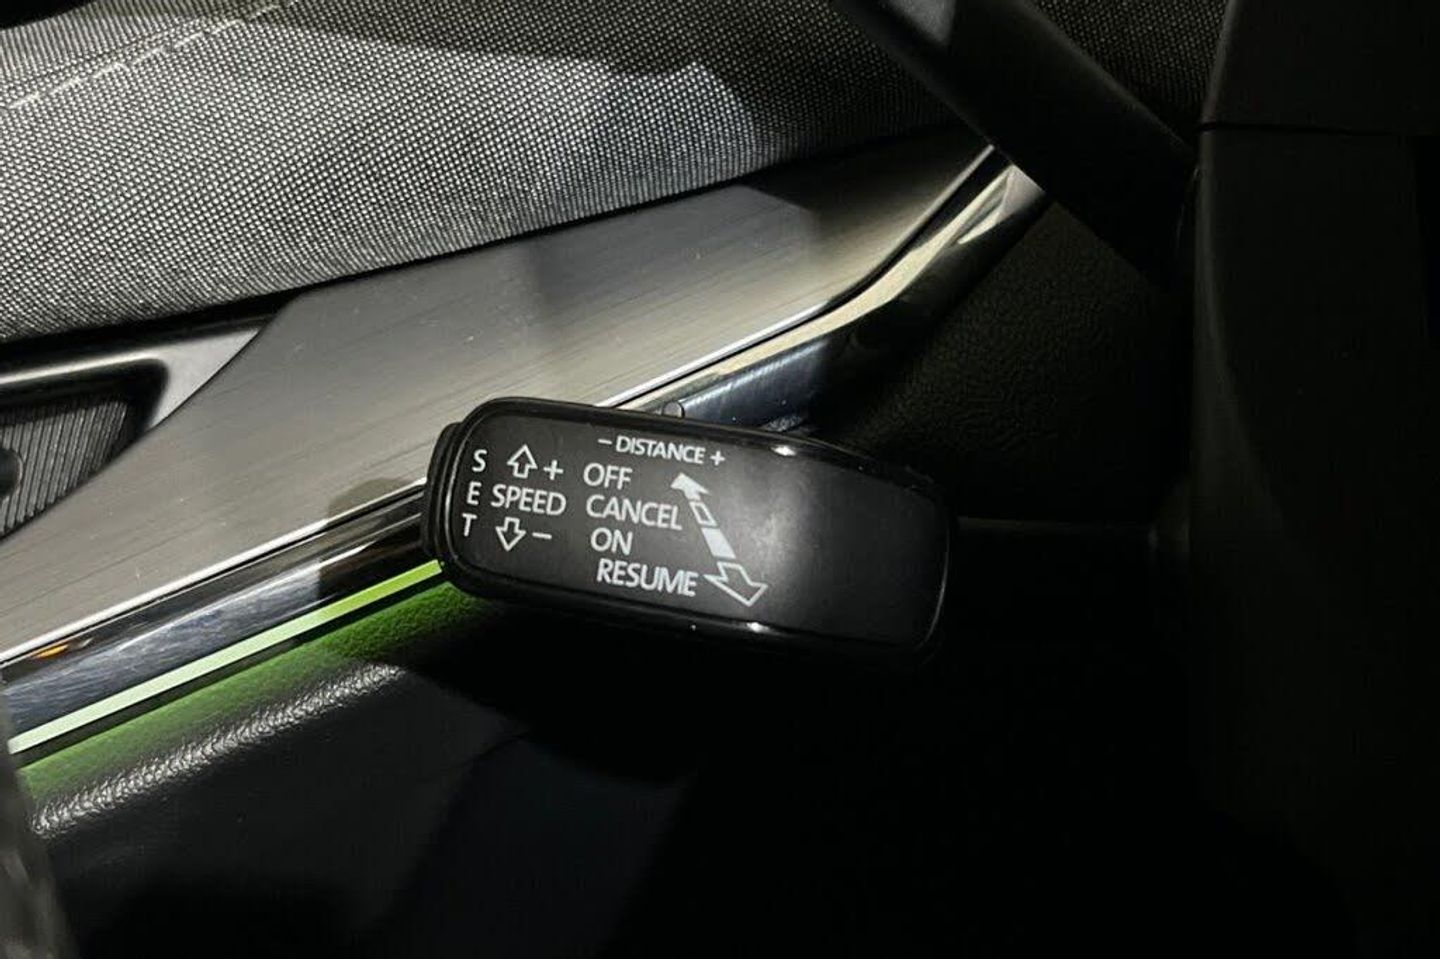 − DISTANCE +
S
E
T
+
SPEED
−
OFF
CANCEL
ON
RESUME